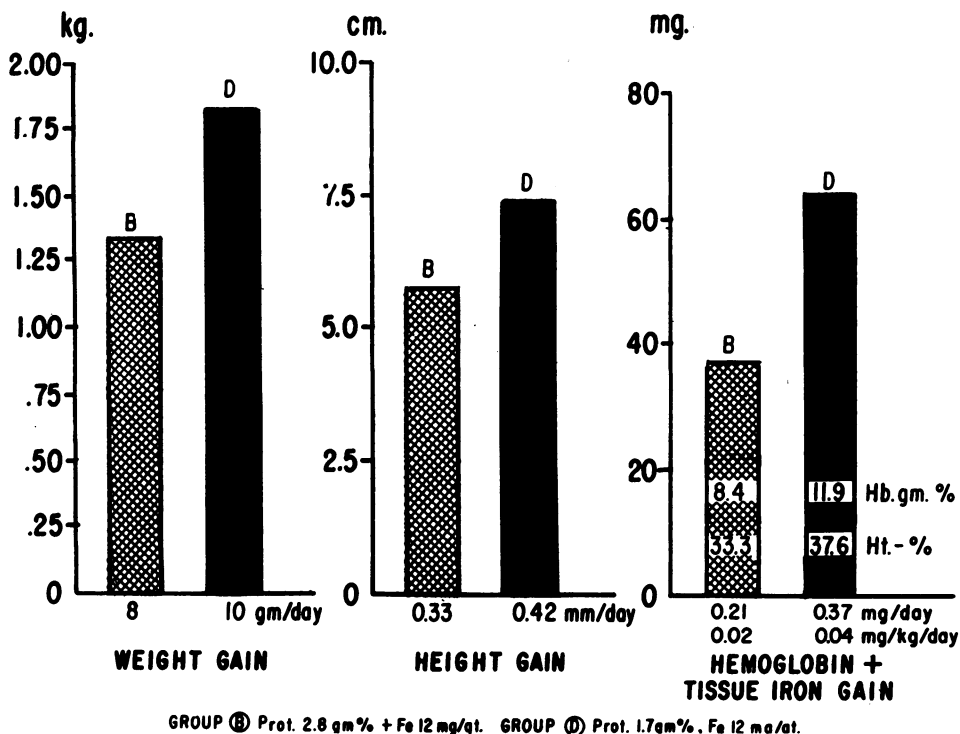 kg. cm. mg.
2.00
1.75
1.50
1.25
1.00
.75
.50
.25
0
B
D
8 10 gm/day
WEIGHT GAIN
10.0
7.5
5.0
2.5
0
B
D
0.33 0.42 mm/day
HEIGHT GAIN
80
60
40
20
0
B
D
8.4 11.9 Hb. gm. %
33.3 37.6 Ht.-%
0.21 0.37 mg/day
0.02 0.04 mg/kg/day
HEMOGLOBIN +
TISSUE IRON GAIN
GROUP Ⓑ Prot. 2.8 gm% + Fe 12 mg/qt. GROUP Ⓓ Prot. 1.7 gm%, Fe 12 mg/qt.